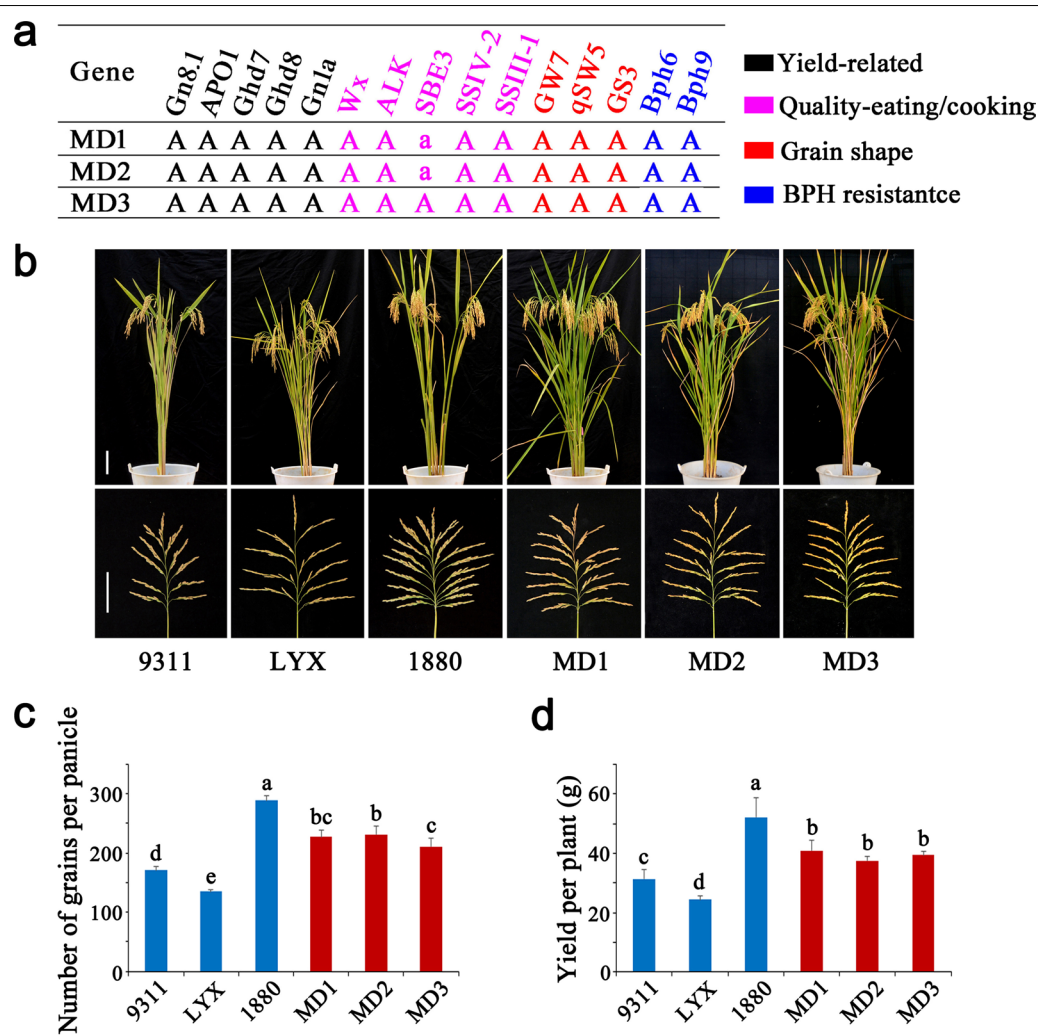 a
Gene Gn8.1 APO1 Ghd7 Ghd8 Gn1a Wx ALK SBE3 SSIV-2 SSIII-1 GW7 qSW5 GS3 Bph6 Bph9
MD1 A A A A A A A a A A A A A A A
MD2 A A A A A A A a A A A A A A A
MD3 A A A A A A A A A A A A A A A
Yield-related
Quality-eating/cooking
Grain shape
BPH resistantce
b
9311 LYX 1880 MD1 MD2 MD3
c
Number of grains per panicle
300
200
100
0
d e a bc b c
9311 LYX 1880 MD1 MD2 MD3
d
Yield per plant (g)
60
40
20
0
c d a b b b
9311 LYX 1880 MD1 MD2 MD3